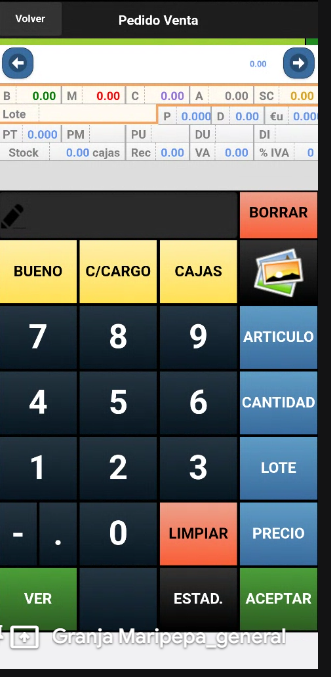 Volver Pedido Venta
0.00
B 0.00 M 0.00 C 0.00 A 0.00 SC 0.00
Lote P 0.000 D 0.00 €u 0.00
PT 0.000 PM PU DU DI
Stock 0.00 cajas Rec 0.00 VA 0.00 % IVA 0
BORRAR
BUENO C/CARGO CAJAS
7 8 9 ARTICULO
4 5 6 CANTIDAD
1 2 3 LOTE
- . 0 LIMPIAR PRECIO
VER ESTAD. ACEPTAR
Granja Maripepa_general